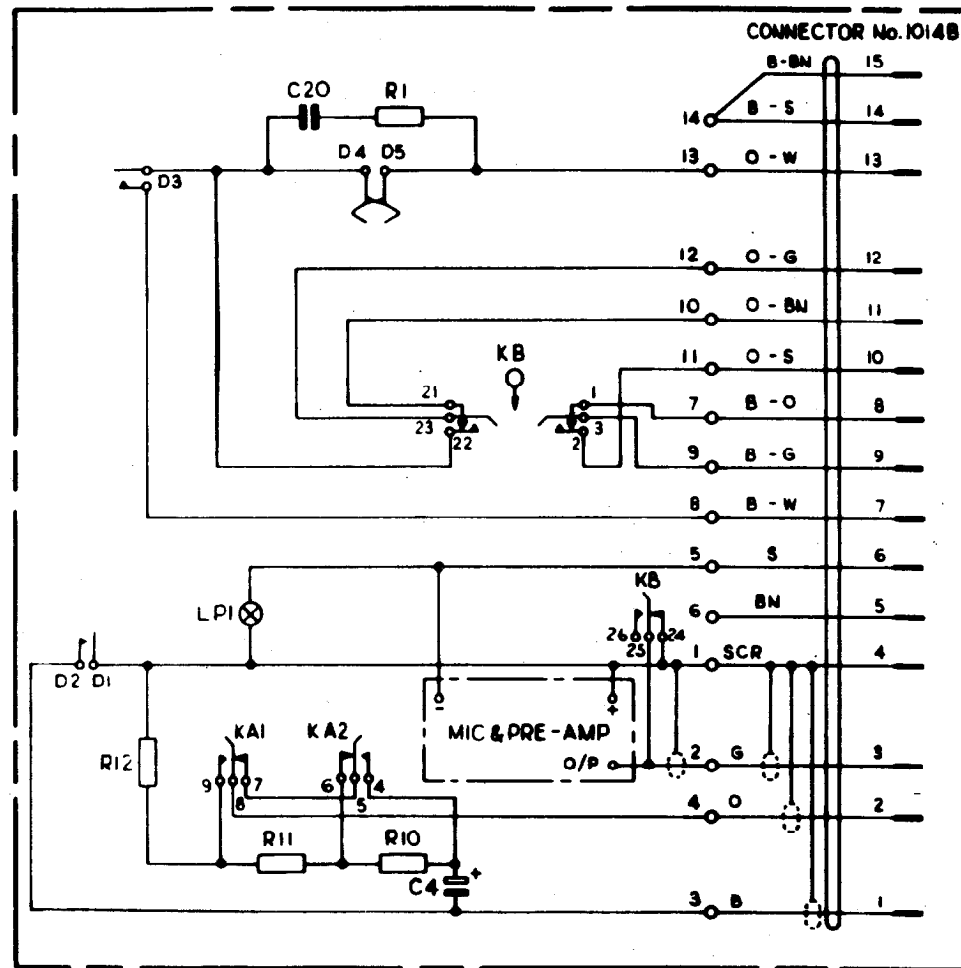 CONNECTOR No. 1014B
B-BN 15
C20 R1
14 B - S 14
D4 D5 13 O - W 13
D3
12 O - G 12
10 O - BN 11
KB 11 O - S 10
21 1 7 B - O 8
23 3
22 2
9 B - G 9
8 B - W 7
5 S 6
KB
LP1 6 BN 5
26 25 24
1 SCR 4
D2 D1
MIC & PRE-AMP
- +
KA1 KA2
R12 O/P 2 G 3
9 8 7 6 5 4
4 O 2
R11 R10
C4 +
3 B 1